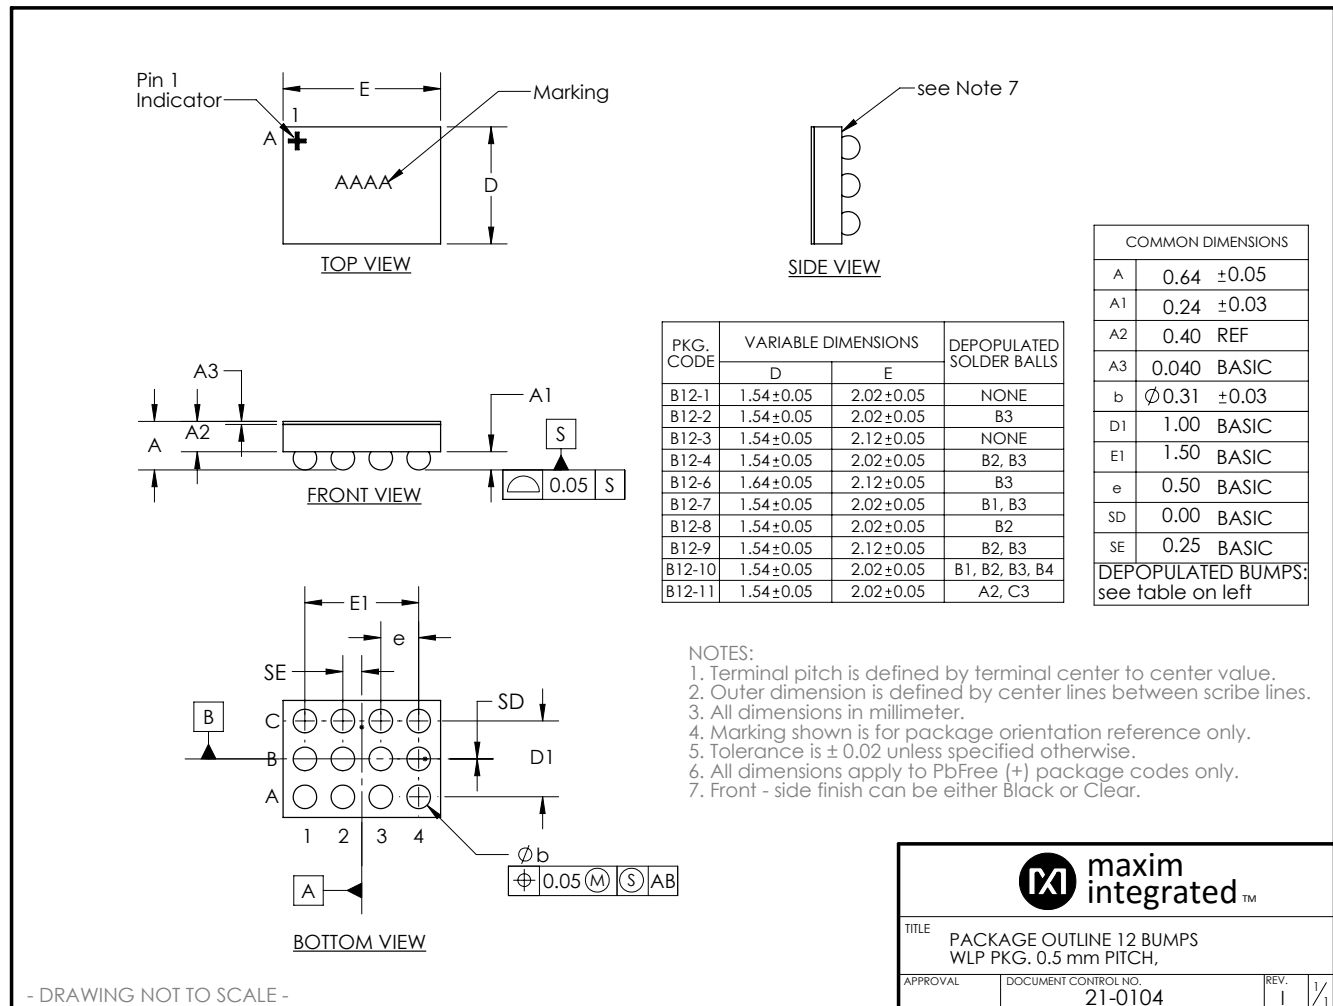 Pin 1
Indicator
1
A
E
Marking
AAAA
D
TOP VIEW
see Note 7
SIDE VIEW
A3
A2
A
A1
S
0.05 S
FRONT VIEW
PKG. CODE VARIABLE DIMENSIONS DEPOPULATED SOLDER BALLS
D E
B12-1 1.54±0.05 2.02±0.05 NONE
B12-2 1.54±0.05 2.02±0.05 B3
B12-3 1.54±0.05 2.12±0.05 NONE
B12-4 1.54±0.05 2.02±0.05 B2, B3
B12-6 1.64±0.05 2.12±0.05 B3
B12-7 1.54±0.05 2.02±0.05 B1, B3
B12-8 1.54±0.05 2.02±0.05 B2
B12-9 1.54±0.05 2.12±0.05 B2, B3
B12-10 1.54±0.05 2.02±0.05 B1, B2, B3, B4
B12-11 1.54±0.05 2.02±0.05 A2, C3
COMMON DIMENSIONS
A 0.64 ±0.05
A1 0.24 ±0.03
A2 0.40 REF
A3 0.040 BASIC
b Ø0.31 ±0.03
D1 1.00 BASIC
E1 1.50 BASIC
e 0.50 BASIC
SD 0.00 BASIC
SE 0.25 BASIC
DEPOPULATED BUMPS:
see table on left
E1
e
SE
SD
B
C
B
A
D1
1 2 3 4
Øb
0.05 M S AB
A
BOTTOM VIEW
NOTES:
1. Terminal pitch is defined by terminal center to center value.
2. Outer dimension is defined by center lines between scribe lines.
3. All dimensions in millimeter.
4. Marking shown is for package orientation reference only.
5. Tolerance is ± 0.02 unless specified otherwise.
6. All dimensions apply to PbFree (+) package codes only.
7. Front - side finish can be either Black or Clear.
maxim
integrated™
TITLE
PACKAGE OUTLINE 12 BUMPS
WLP PKG. 0.5 mm PITCH,
APPROVAL
DOCUMENT CONTROL NO.
21-0104
REV.
I
1/1
- DRAWING NOT TO SCALE -